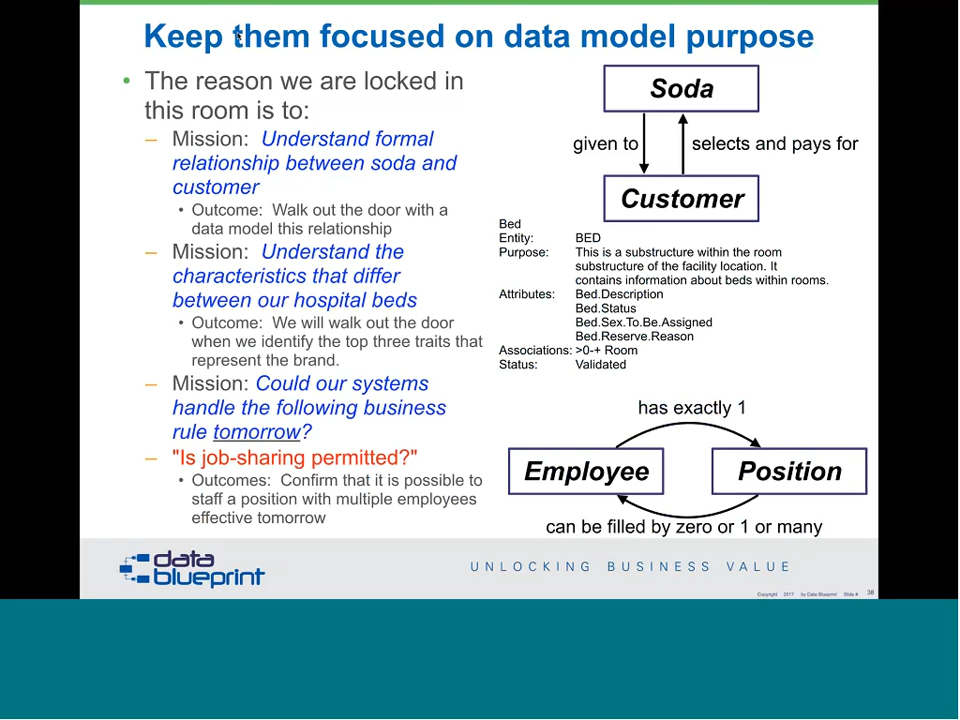 Keep them focused on data model purpose
• The reason we are locked in
this room is to:
– Mission: Understand formal
relationship between soda and
customer
• Outcome: Walk out the door with a
data model this relationship
– Mission: Understand the
characteristics that differ
between our hospital beds
• Outcome: We will walk out the door
when we identify the top three traits that
represent the brand.
– Mission: Could our systems
handle the following business
rule tomorrow?
– "Is job-sharing permitted?"
• Outcomes: Confirm that it is possible to
staff a position with multiple employees
effective tomorrow
Soda
given to
selects and pays for
Customer
Bed
Entity: BED
Purpose: This is a substructure within the room
substructure of the facility location. It
contains information about beds within rooms.
Attributes: Bed.Description
Bed.Status
Bed.Sex.To.Be.Assigned
Bed.Reserve.Reason
Associations: >0-+ Room
Status: Validated
has exactly 1
Employee
Position
can be filled by zero or 1 or many
data
blueprint
UNLOCKING BUSINESS VALUE
Copyright 2017 by Data Blueprint Slide # 38